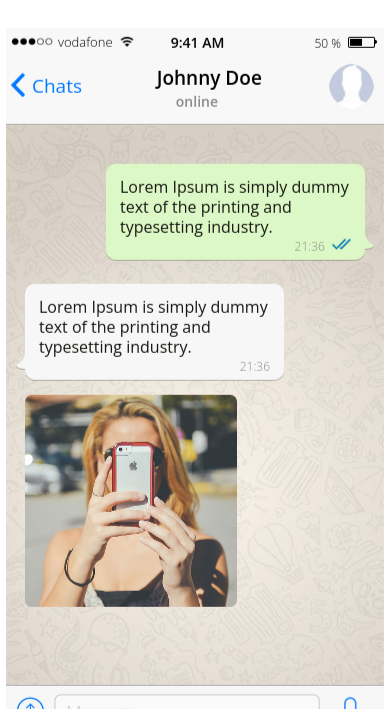 vodafone 9:41 AM 50 %
Chats Johnny Doe
online
Lorem Ipsum is simply dummy
text of the printing and
typesetting industry.
21:36
Lorem Ipsum is simply dummy
text of the printing and
typesetting industry.
21:36